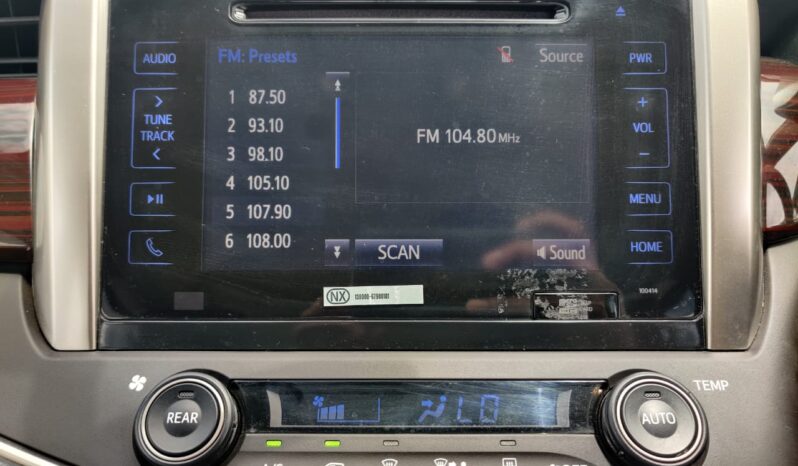 AUDIO
FM: Presets
Source
PWR
TUNE
TRACK
1 87.50
2 93.10
3 98.10
4 105.10
5 107.90
6 108.00
FM 104.80 MHz
+
VOL
−
MENU
HOME
SCAN
Sound
NX
100414
REAR
LO
AUTO
TEMP